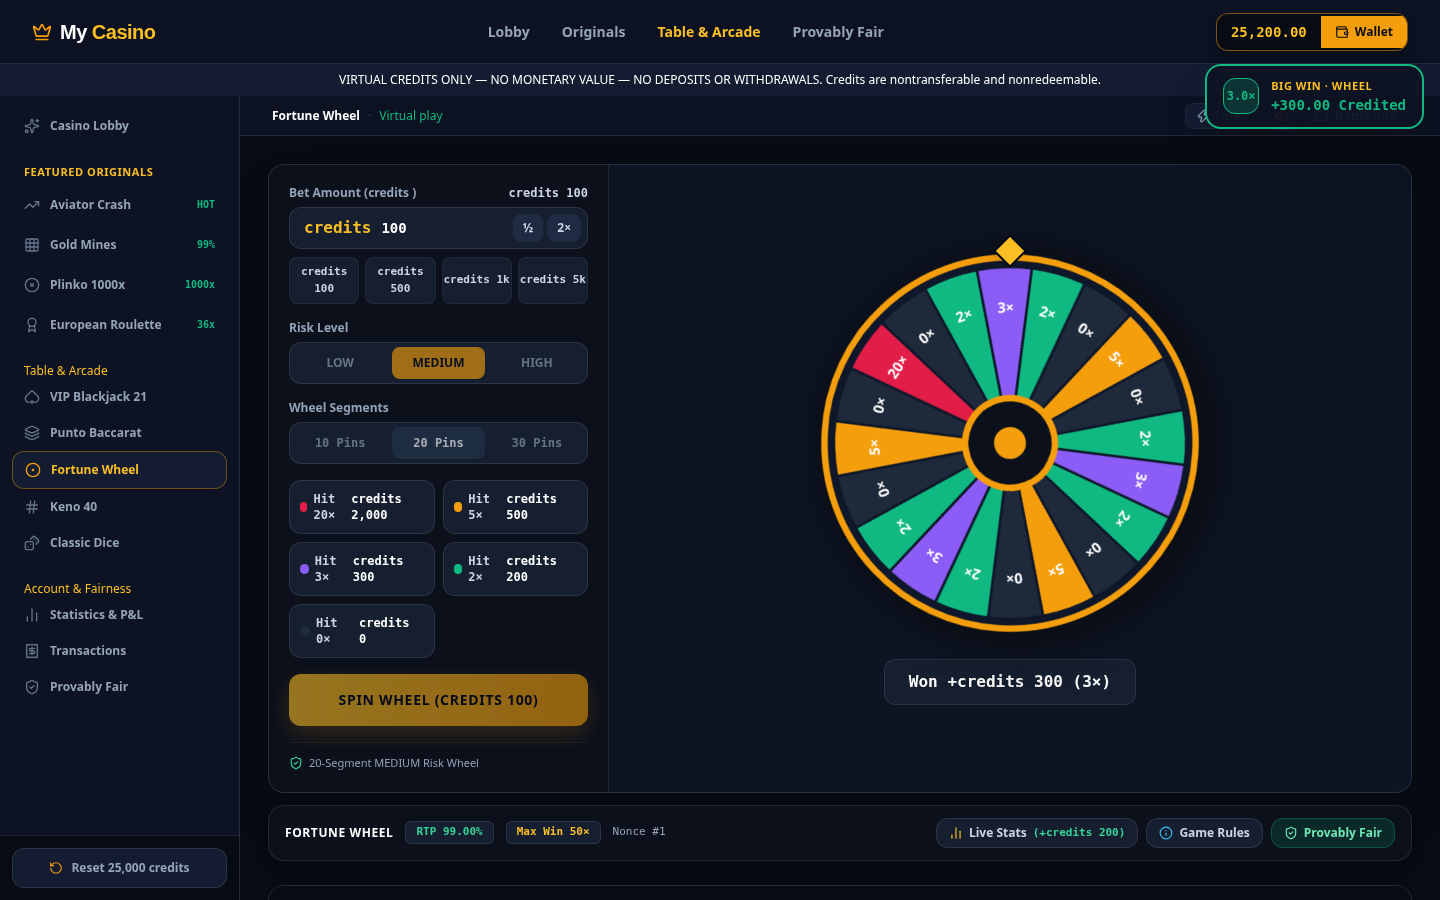 My Casino
Lobby
Originals
Table & Arcade
Provably Fair
25,200.00
Wallet
VIRTUAL CREDITS ONLY — NO MONETARY VALUE — NO DEPOSITS OR WITHDRAWALS. Credits are nontransferable and nonredeemable.
3.0×
BIG WIN · WHEEL
+300.00 Credited
Casino Lobby
FEATURED ORIGINALS
Aviator Crash HOT
Gold Mines 99%
Plinko 1000x 1000x
European Roulette 36x
Table & Arcade
VIP Blackjack 21
Punto Baccarat
Fortune Wheel
Keno 40
Classic Dice
Account & Fairness
Statistics & P&L
Transactions
Provably Fair
Reset 25,000 credits
Fortune Wheel · Virtual play
Bet Amount (credits ) credits 100
credits 100 ½ 2×
credits 100
credits 500
credits 1k
credits 5k
Risk Level
LOW MEDIUM HIGH
Wheel Segments
10 Pins 20 Pins 30 Pins
Hit 20× credits 2,000
Hit 5× credits 500
Hit 3× credits 300
Hit 2× credits 200
Hit 0× credits 0
SPIN WHEEL (CREDITS 100)
20-Segment MEDIUM Risk Wheel
3×
2×
0×
5×
0×
2×
3×
2×
0×
5×
0×
2×
3×
2×
0×
5×
0×
20×
0×
2×
Won +credits 300 (3×)
FORTUNE WHEEL
RTP 99.00%
Max Win 50×
Nonce #1
Live Stats (+credits 200)
Game Rules
Provably Fair